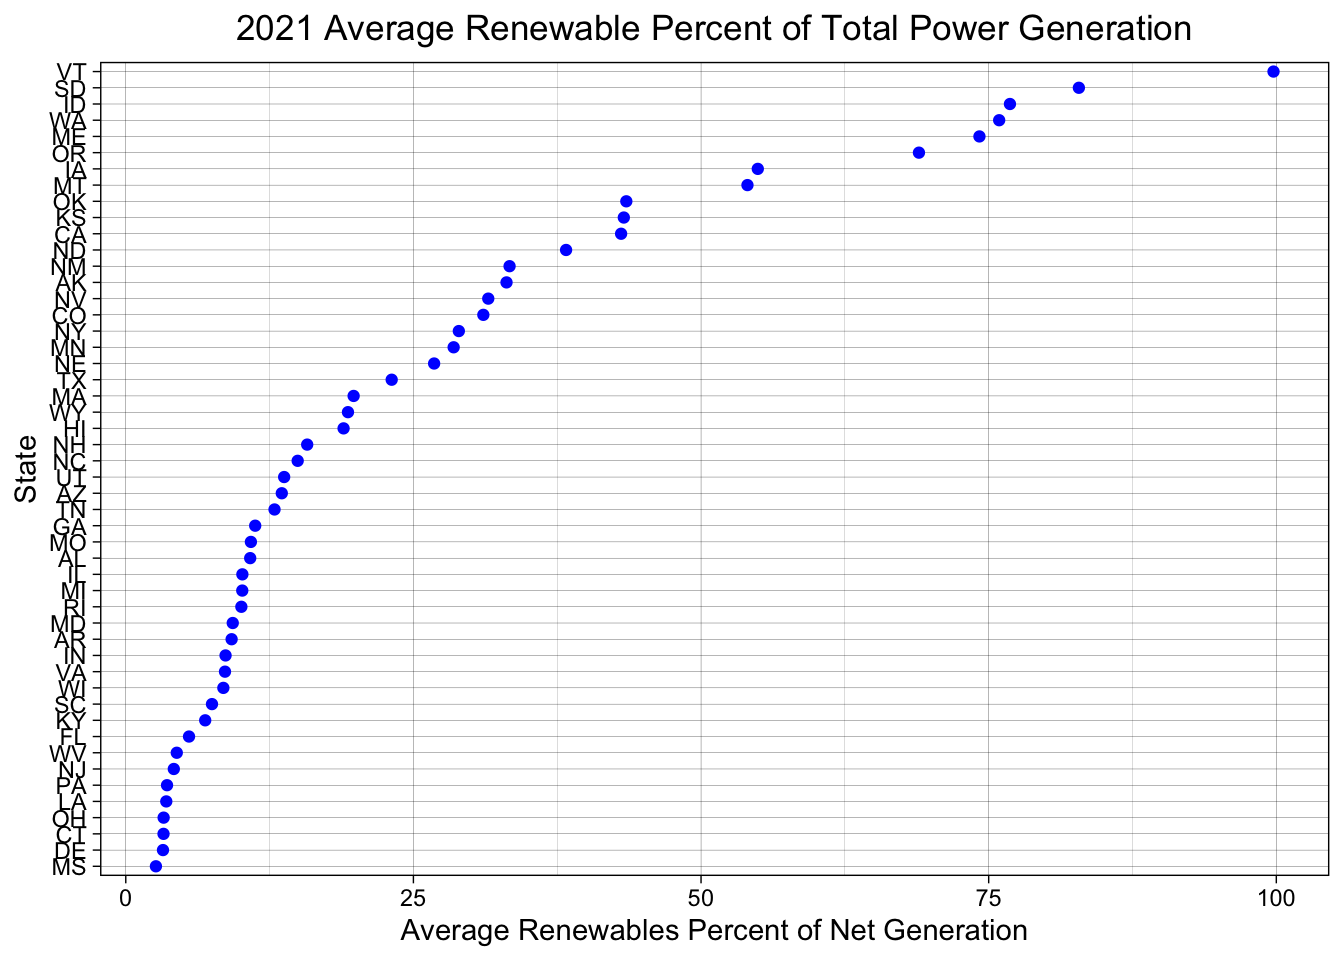 2021 Average Renewable Percent of Total Power Generation
VT
SD
ID
WA
ME
OR
IA
MT
OK
KS
CA
ND
NM
AK
NV
CO
NY
MN
NE
TX
MA
WY
HI
NH
NC
UT
AZ
TN
GA
MO
AL
IL
MI
RI
MD
AR
IN
VA
WI
SC
KY
FL
WV
NJ
PA
LA
OH
CT
DE
MS
State
0 25 50 75 100
Average Renewables Percent of Net Generation